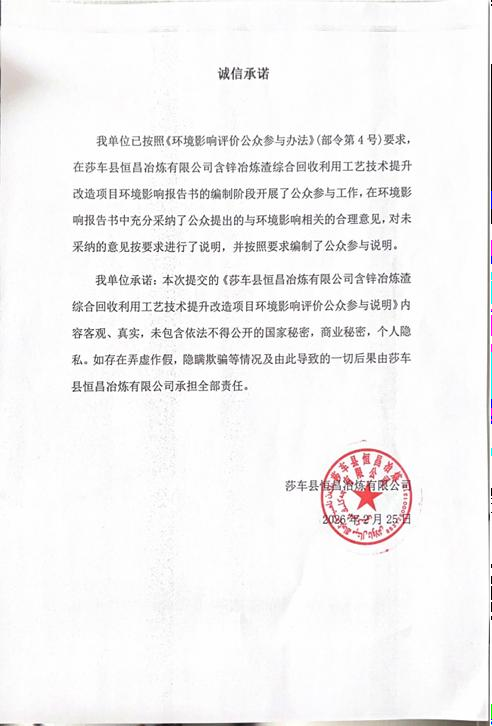 诚信承诺
我单位已按照《环境影响评价公众参与办法》(部令第 4 号)要求，
在莎车县恒昌冶炼有限公司含锌冶炼渣综合回收利用工艺技术提升
改造项目环境影响报告书的编制阶段开展了公众参与工作，在环境影
响报告书中充分采纳了公众提出的与环境影响相关的合理意见，对未
采纳的意见按要求进行了说明，并按照要求编制了公众参与说明。
我单位承诺：本次提交的《莎车县恒昌冶炼有限公司含锌冶炼渣
综合回收利用工艺技术提升改造项目环境影响评价公众参与说明》内
容客观、真实，未包含依法不得公开的国家秘密，商业秘密，个人隐
私。如存在弄虚作假，隐瞒欺骗等情况及由此导致的一切后果由莎车
县恒昌冶炼有限公司承担全部责任。
莎车县恒昌冶炼
有限公司
莎车县恒昌冶炼有限公司
2026 年 2 月 25 日